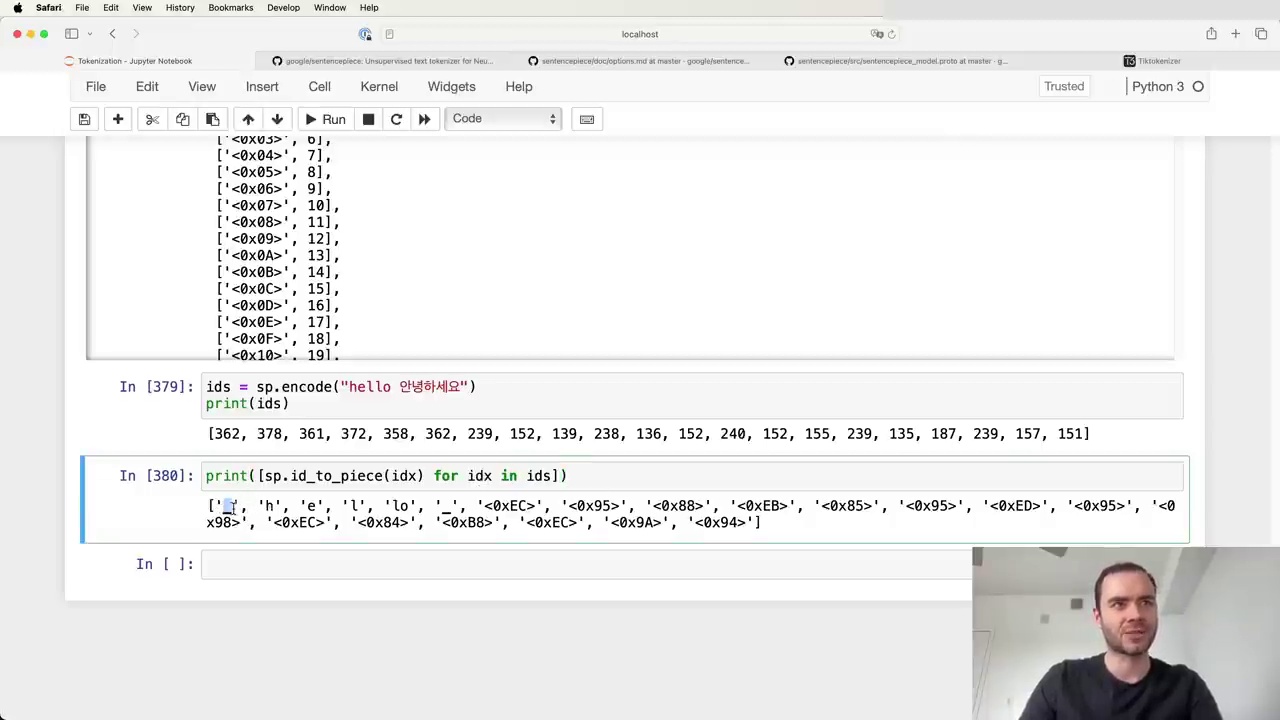 Safari File Edit View History Bookmarks Develop Window Help
localhost
Tokenization - Jupyter Notebook
google/sentencepiece: Unsupervised text tokenizer for Neu...
sentencepiece/doc/options.md at master · google/sentence...
sentencepiece/src/sentencepiece_model.proto at master · g...
T3 Tiktokenizer
File Edit View Insert Cell Kernel Widgets Help
Trusted
Python 3
Run
Code
['<0x03>', 6],
['<0x04>', 7],
['<0x05>', 8],
['<0x06>', 9],
['<0x07>', 10],
['<0x08>', 11],
['<0x09>', 12],
['<0x0A>', 13],
['<0x0B>', 14],
['<0x0C>', 15],
['<0x0D>', 16],
['<0x0E>', 17],
['<0x0F>', 18],
['<0x10>', 19],
In [379]: ids = sp.encode("hello 안녕하세요")
print(ids)
[362, 378, 361, 372, 358, 362, 239, 152, 139, 238, 136, 152, 240, 152, 155, 239, 135, 187, 239, 157, 151]
In [380]: print([sp.id_to_piece(idx) for idx in ids])
['▁', 'h', 'e', 'l', 'lo', '▁', '<0xEC>', '<0x95>', '<0x88>', '<0xEB>', '<0x85>', '<0x95>', '<0xED>', '<0x95>', '<0
x98>', '<0xEC>', '<0x84>', '<0xB8>', '<0xEC>', '<0x9A>', '<0x94>']
In [ ]: